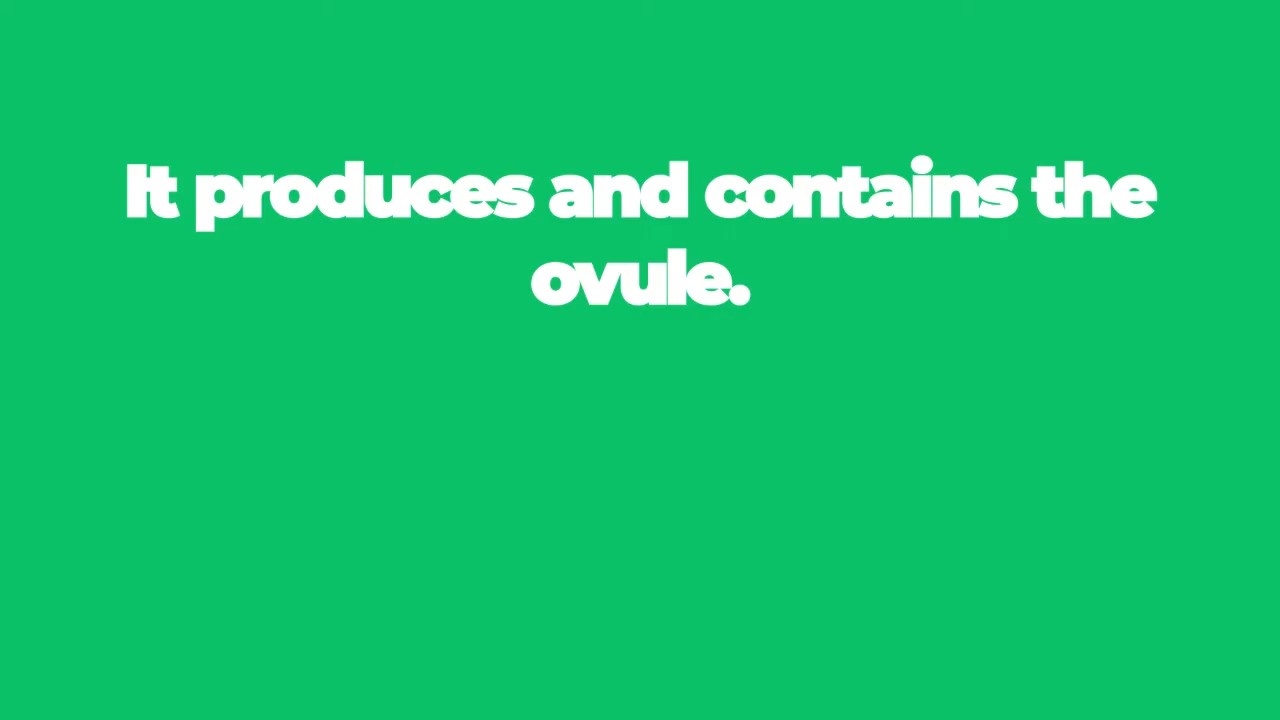 It produces and contains the
ovule.